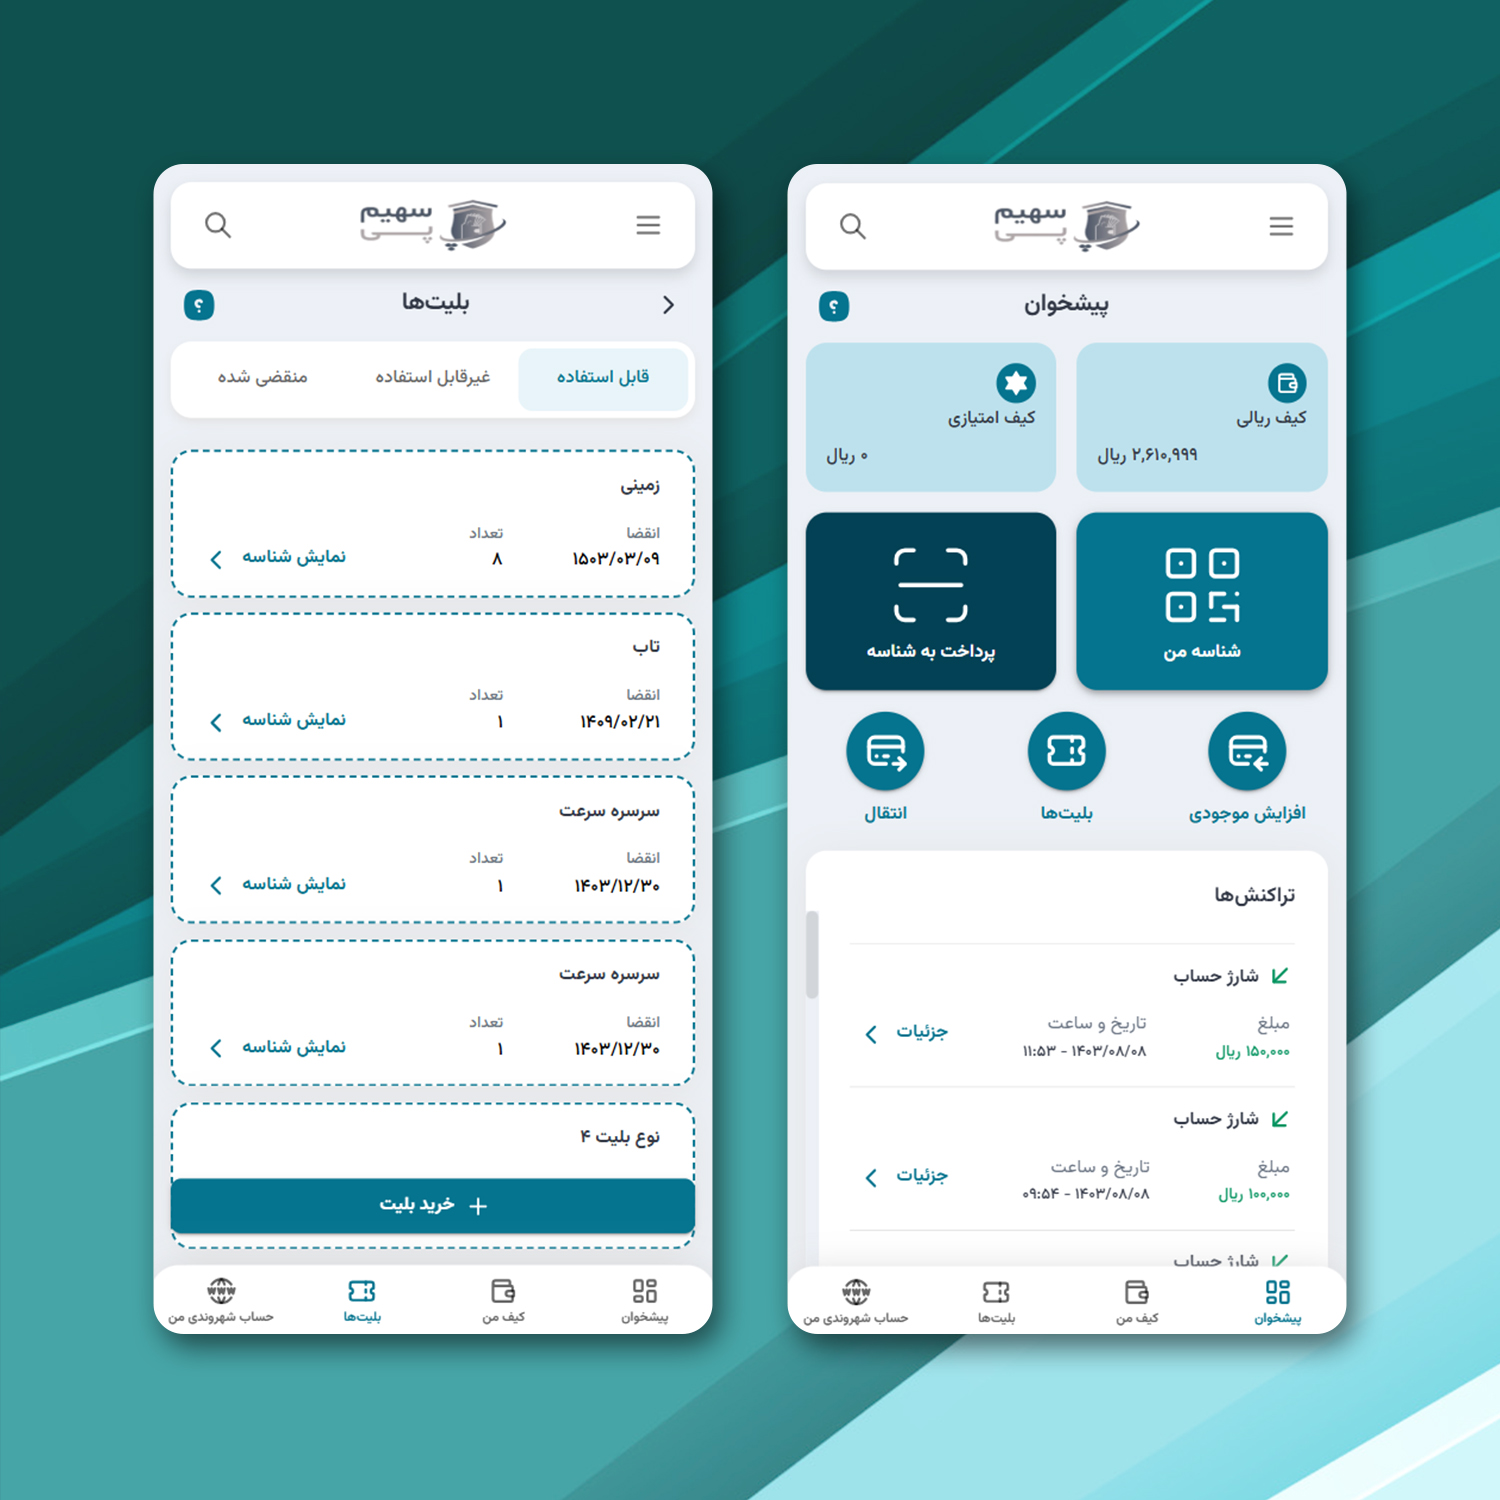 سهیم
پی
پیشخوان
؟
کیف ریالی
۲,۶۱۰,۹۹۹ ریال
کیف امتیازی
۰ ریال
شناسه من
پرداخت به شناسه
افزایش موجودی
بلیت‌ها
انتقال
تراکنش‌ها
شارژ حساب
مبلغ تاریخ و ساعت جزئیات
۱۵۰,۰۰۰ ریال ۱۴۰۳/۰۸/۰۸ - ۱۱:۵۳
شارژ حساب
مبلغ تاریخ و ساعت جزئیات
۱۰۰,۰۰۰ ریال ۱۴۰۳/۰۸/۰۸ - ۰۹:۵۴
شارژ حساب
پیشخوان
کیف من
بلیت‌ها
www
حساب شهروندی من
سهیم
پی
بلیت‌ها
؟
قابل استفاده
غیرقابل استفاده
منقضی شده
زمینی
انقضا تعداد
۱۵۰۳/۰۳/۰۹ ۸ نمایش شناسه
تاب
انقضا تعداد
۱۴۰۹/۰۲/۲۱ ۱ نمایش شناسه
سرسره سرعت
انقضا تعداد
۱۴۰۳/۱۲/۳۰ ۱ نمایش شناسه
سرسره سرعت
انقضا تعداد
۱۴۰۳/۱۲/۳۰ ۱ نمایش شناسه
نوع بلیت ۴
+ خرید بلیت
پیشخوان
کیف من
بلیت‌ها
www
حساب شهروندی من